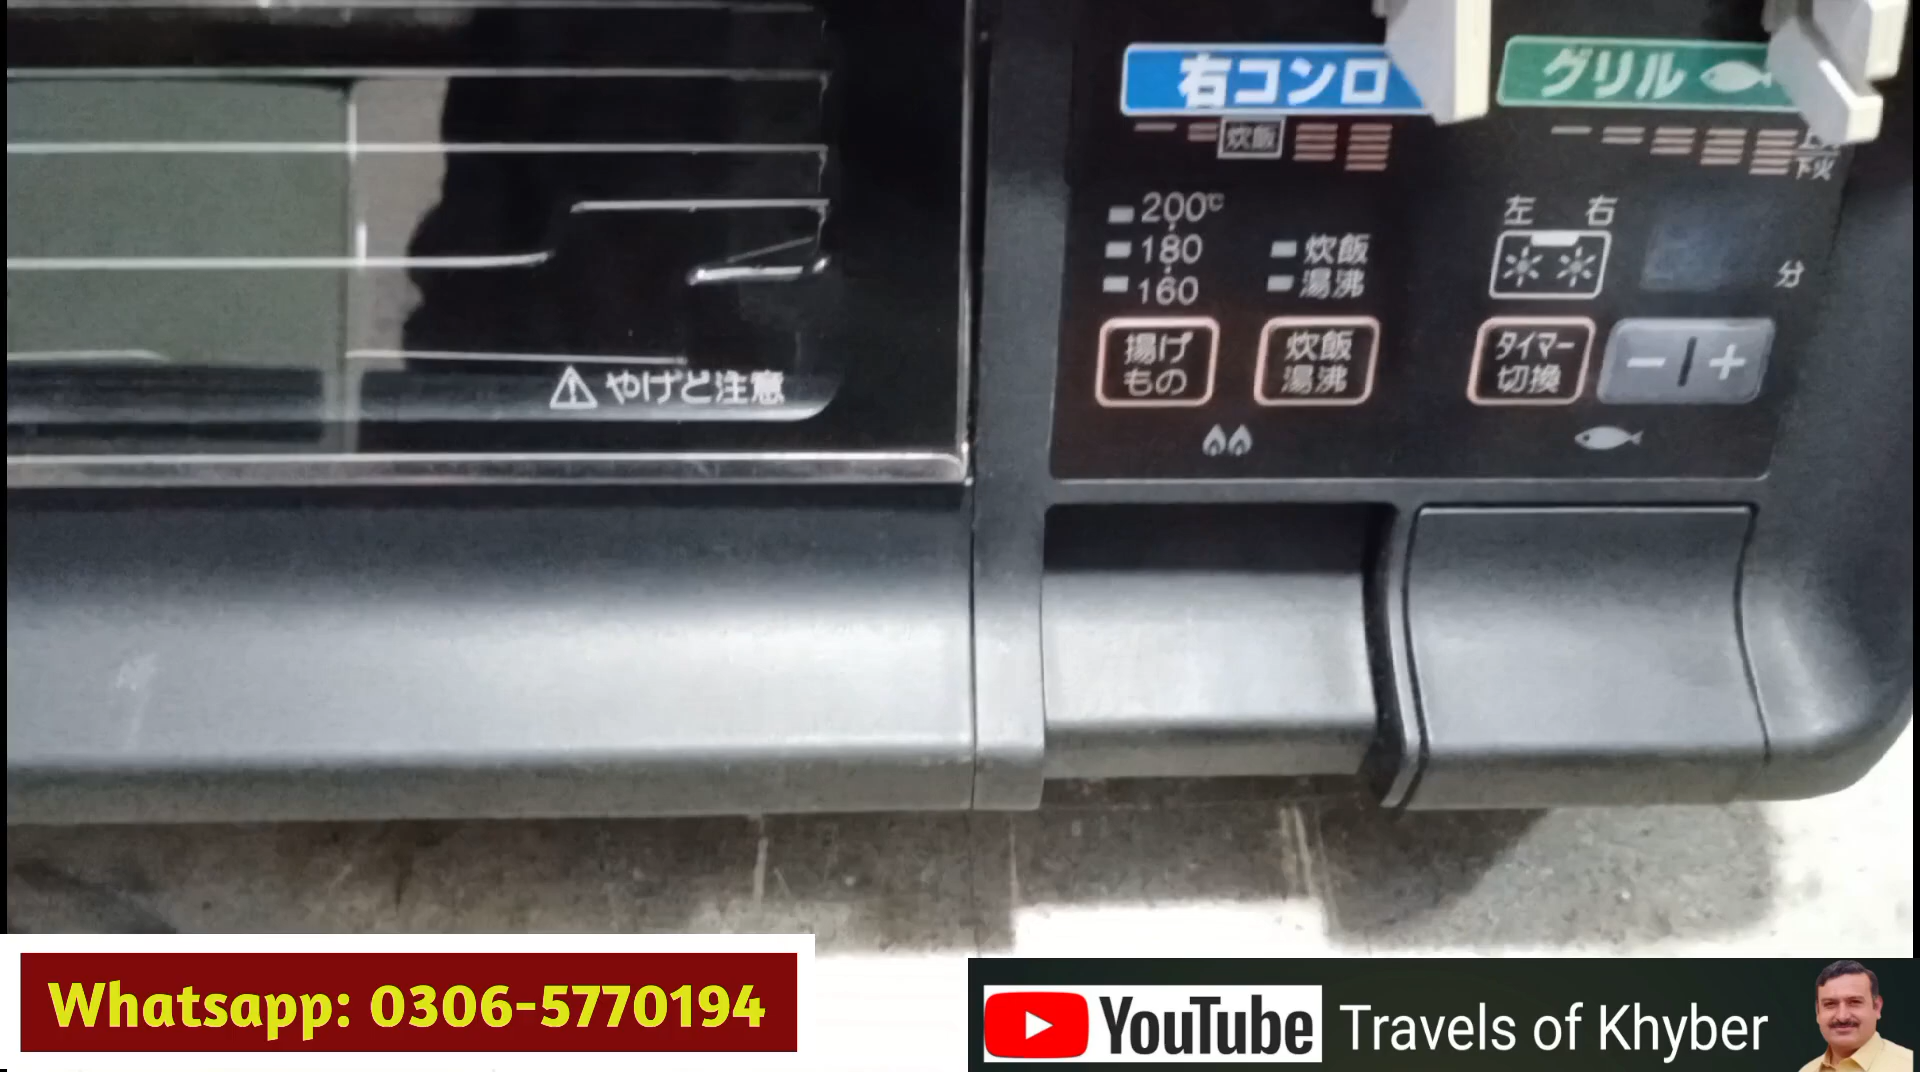 右コンロ
グリル
炊飯
下火
200℃
180
160
炊飯
湯沸
左 右
分
揚げ
もの
炊飯
湯沸
タイマー
切換
− +
⚠ やけど注意
Whatsapp: 0306-5770194
YouTube
Travels of Khyber